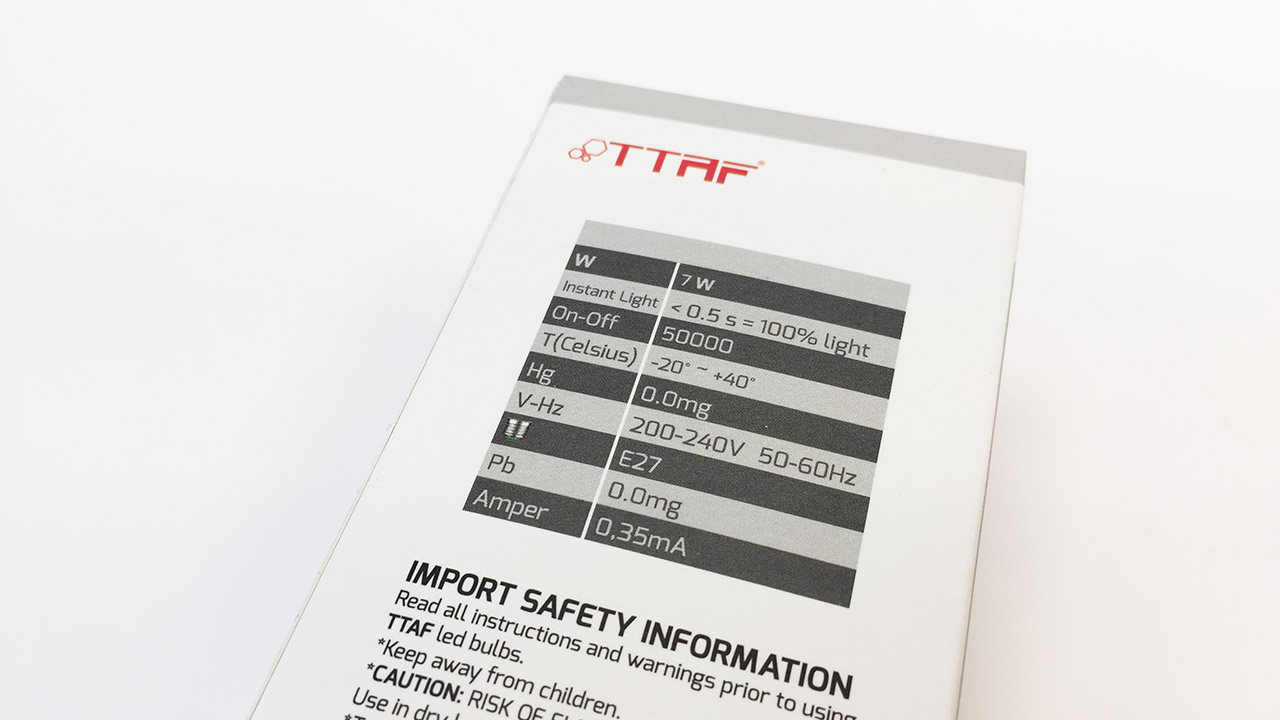 TTAF®
W 7 W
Instant Light < 0.5 s = 100% light
On-Off 50000
T(Celsius) -20° ~ +40°
Hg 0.0mg
V-Hz 200-240V 50-60Hz
E27
Pb 0.0mg
Amper 0,35mA
IMPORT SAFETY INFORMATION
Read all instructions and warnings prior to using
TTAF led bulbs.
*Keep away from children.
*CAUTION: RISK OF
Use in dry